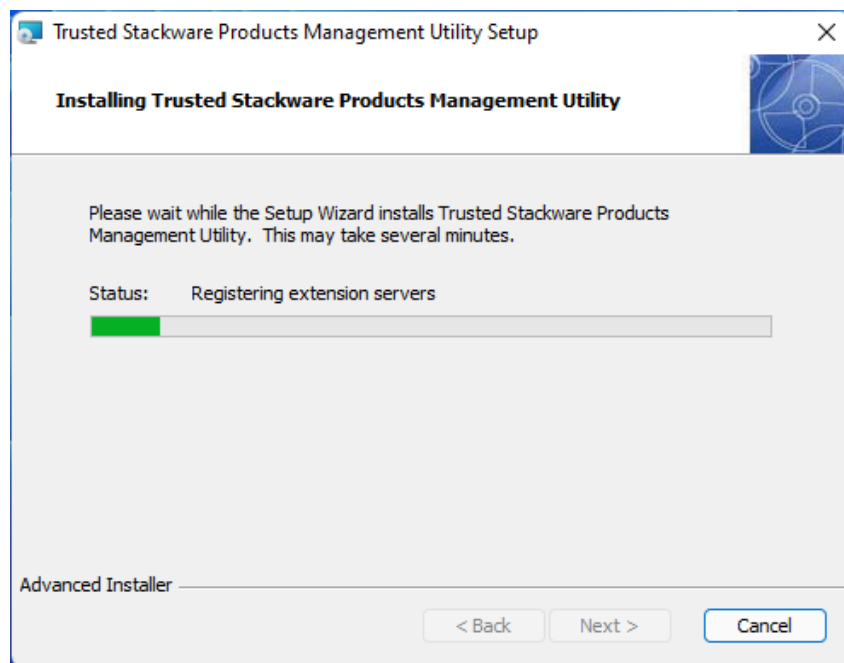 Trusted Stackware Products Management Utility Setup
Installing Trusted Stackware Products Management Utility
Please wait while the Setup Wizard installs Trusted Stackware Products
Management Utility.  This may take several minutes.
Status: Registering extension servers
Advanced Installer
< Back Next > Cancel